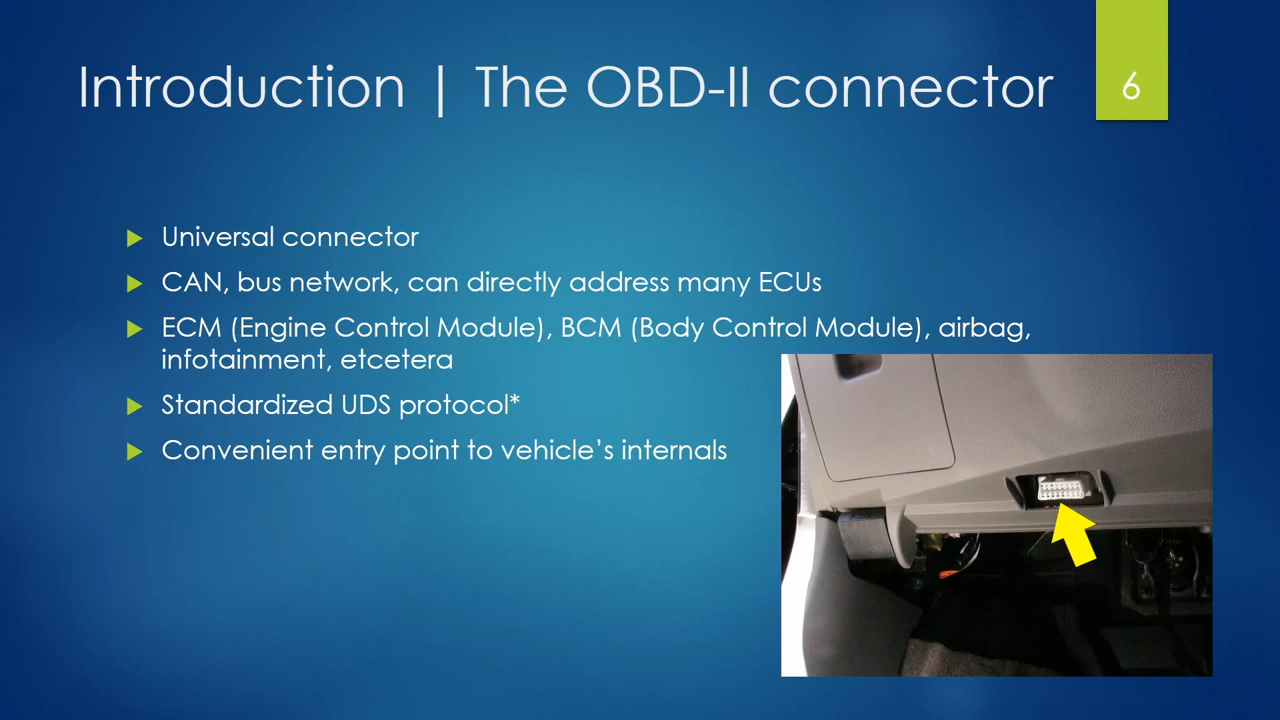 Introduction | The OBD-II connector
6
Universal connector
CAN, bus network, can directly address many ECUs
ECM (Engine Control Module), BCM (Body Control Module), airbag,
infotainment, etcetera
Standardized UDS protocol*
Convenient entry point to vehicle’s internals